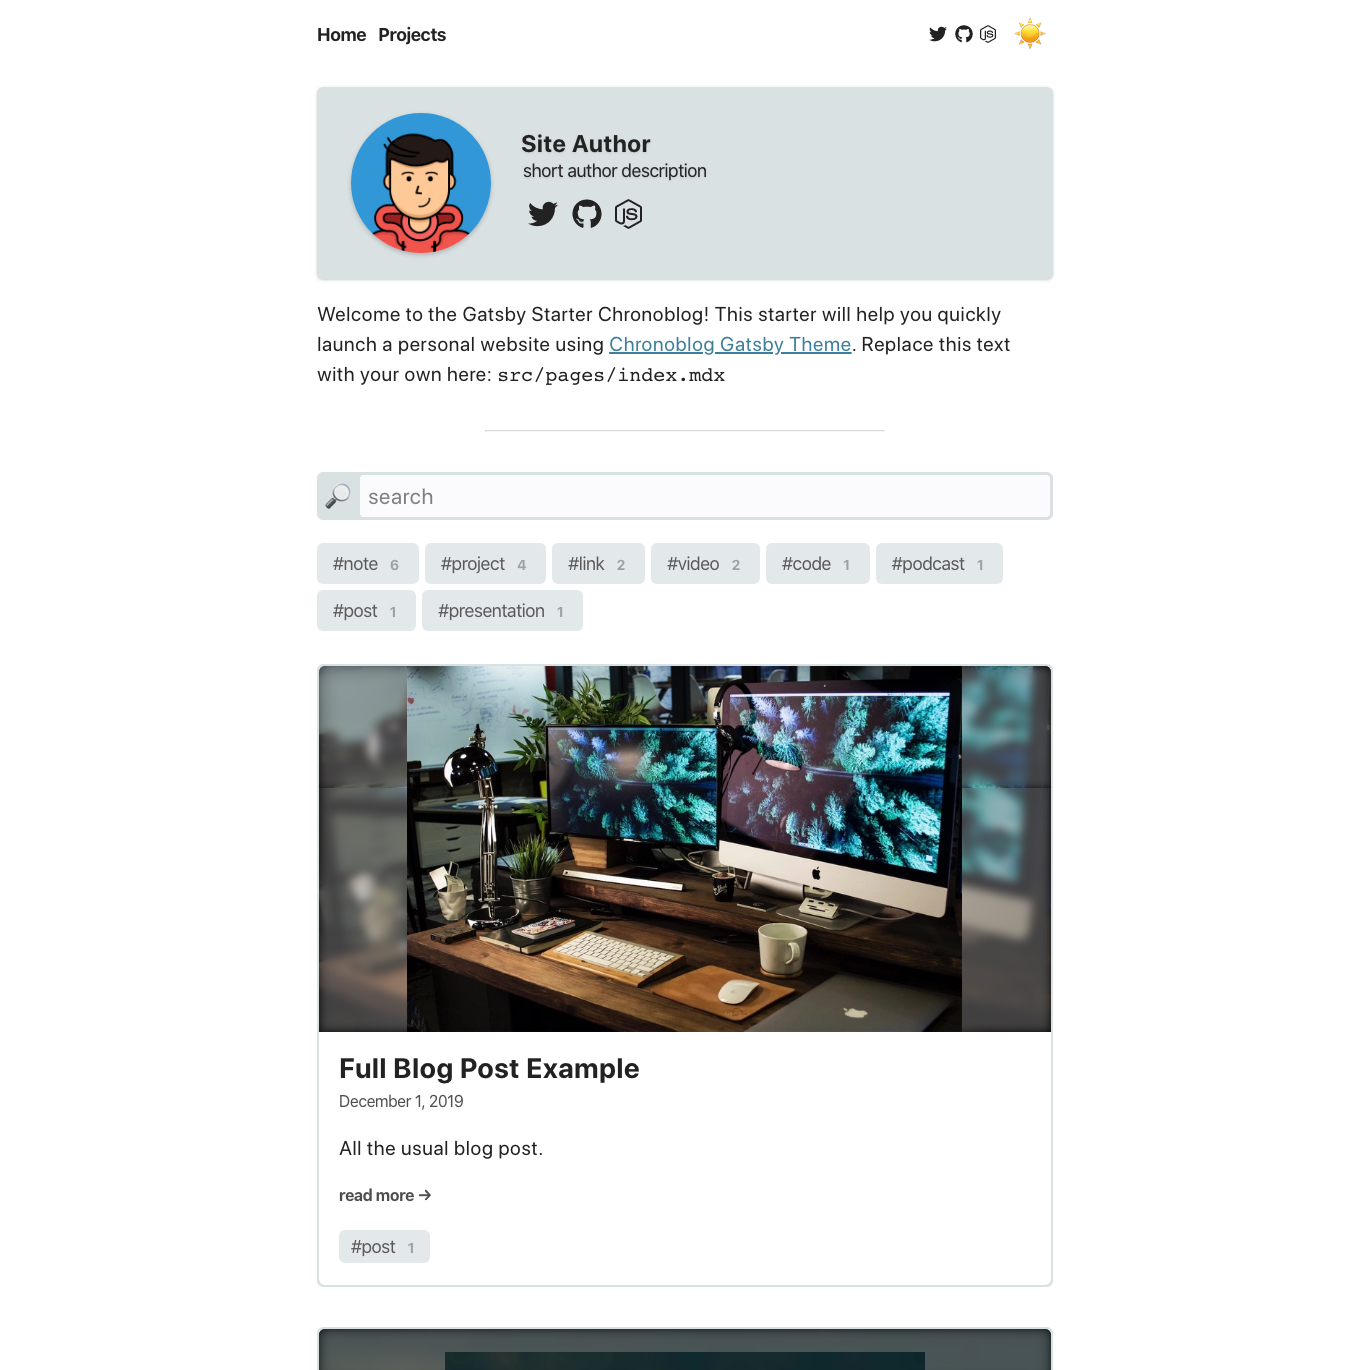 Home Projects
Site Author
short author description
Welcome to the Gatsby Starter Chronoblog! This starter will help you quickly
launch a personal website using Chronoblog Gatsby Theme. Replace this text
with your own here: src/pages/index.mdx
search
#note 6 #project 4 #link 2 #video 2 #code 1 #podcast 1
#post 1 #presentation 1
Full Blog Post Example
December 1, 2019
All the usual blog post.
read more →
#post 1